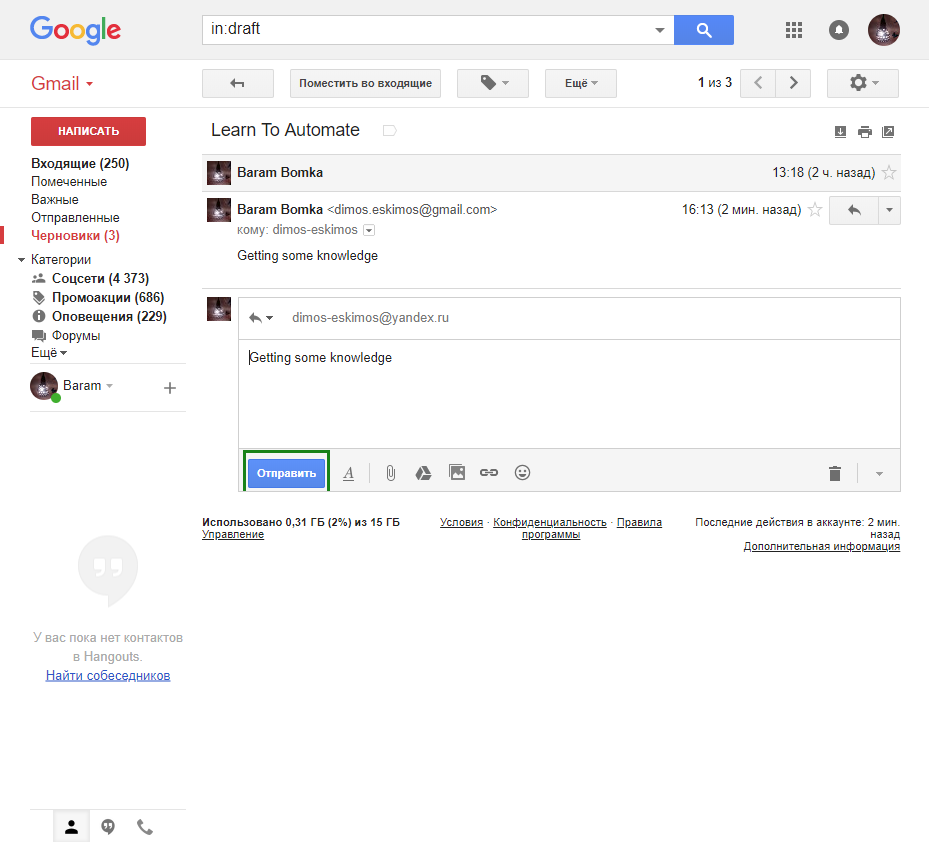 Google
in:draft
Gmail
Поместить во входящие
Ещё
1 из 3
НАПИСАТЬ
Входящие (250)
Помеченные
Важные
Отправленные
Черновики (3)
Категории
Соцсети (4 373)
Промоакции (686)
Оповещения (229)
Форумы
Ещё
Baram
У вас пока нет контактов
в Hangouts.
Найти собеседников
Learn To Automate
Baram Bomka
13:18 (2 ч. назад)
Baram Bomka <dimos.eskimos@gmail.com>
16:13 (2 мин. назад)
кому: dimos-eskimos
Getting some knowledge
dimos-eskimos@yandex.ru
Getting some knowledge
Отправить
A
Использовано 0,31 ГБ (2%) из 15 ГБ
Управление
Условия · Конфиденциальность · Правила
программы
Последние действия в аккаунте: 2 мин.
назад
Дополнительная информация